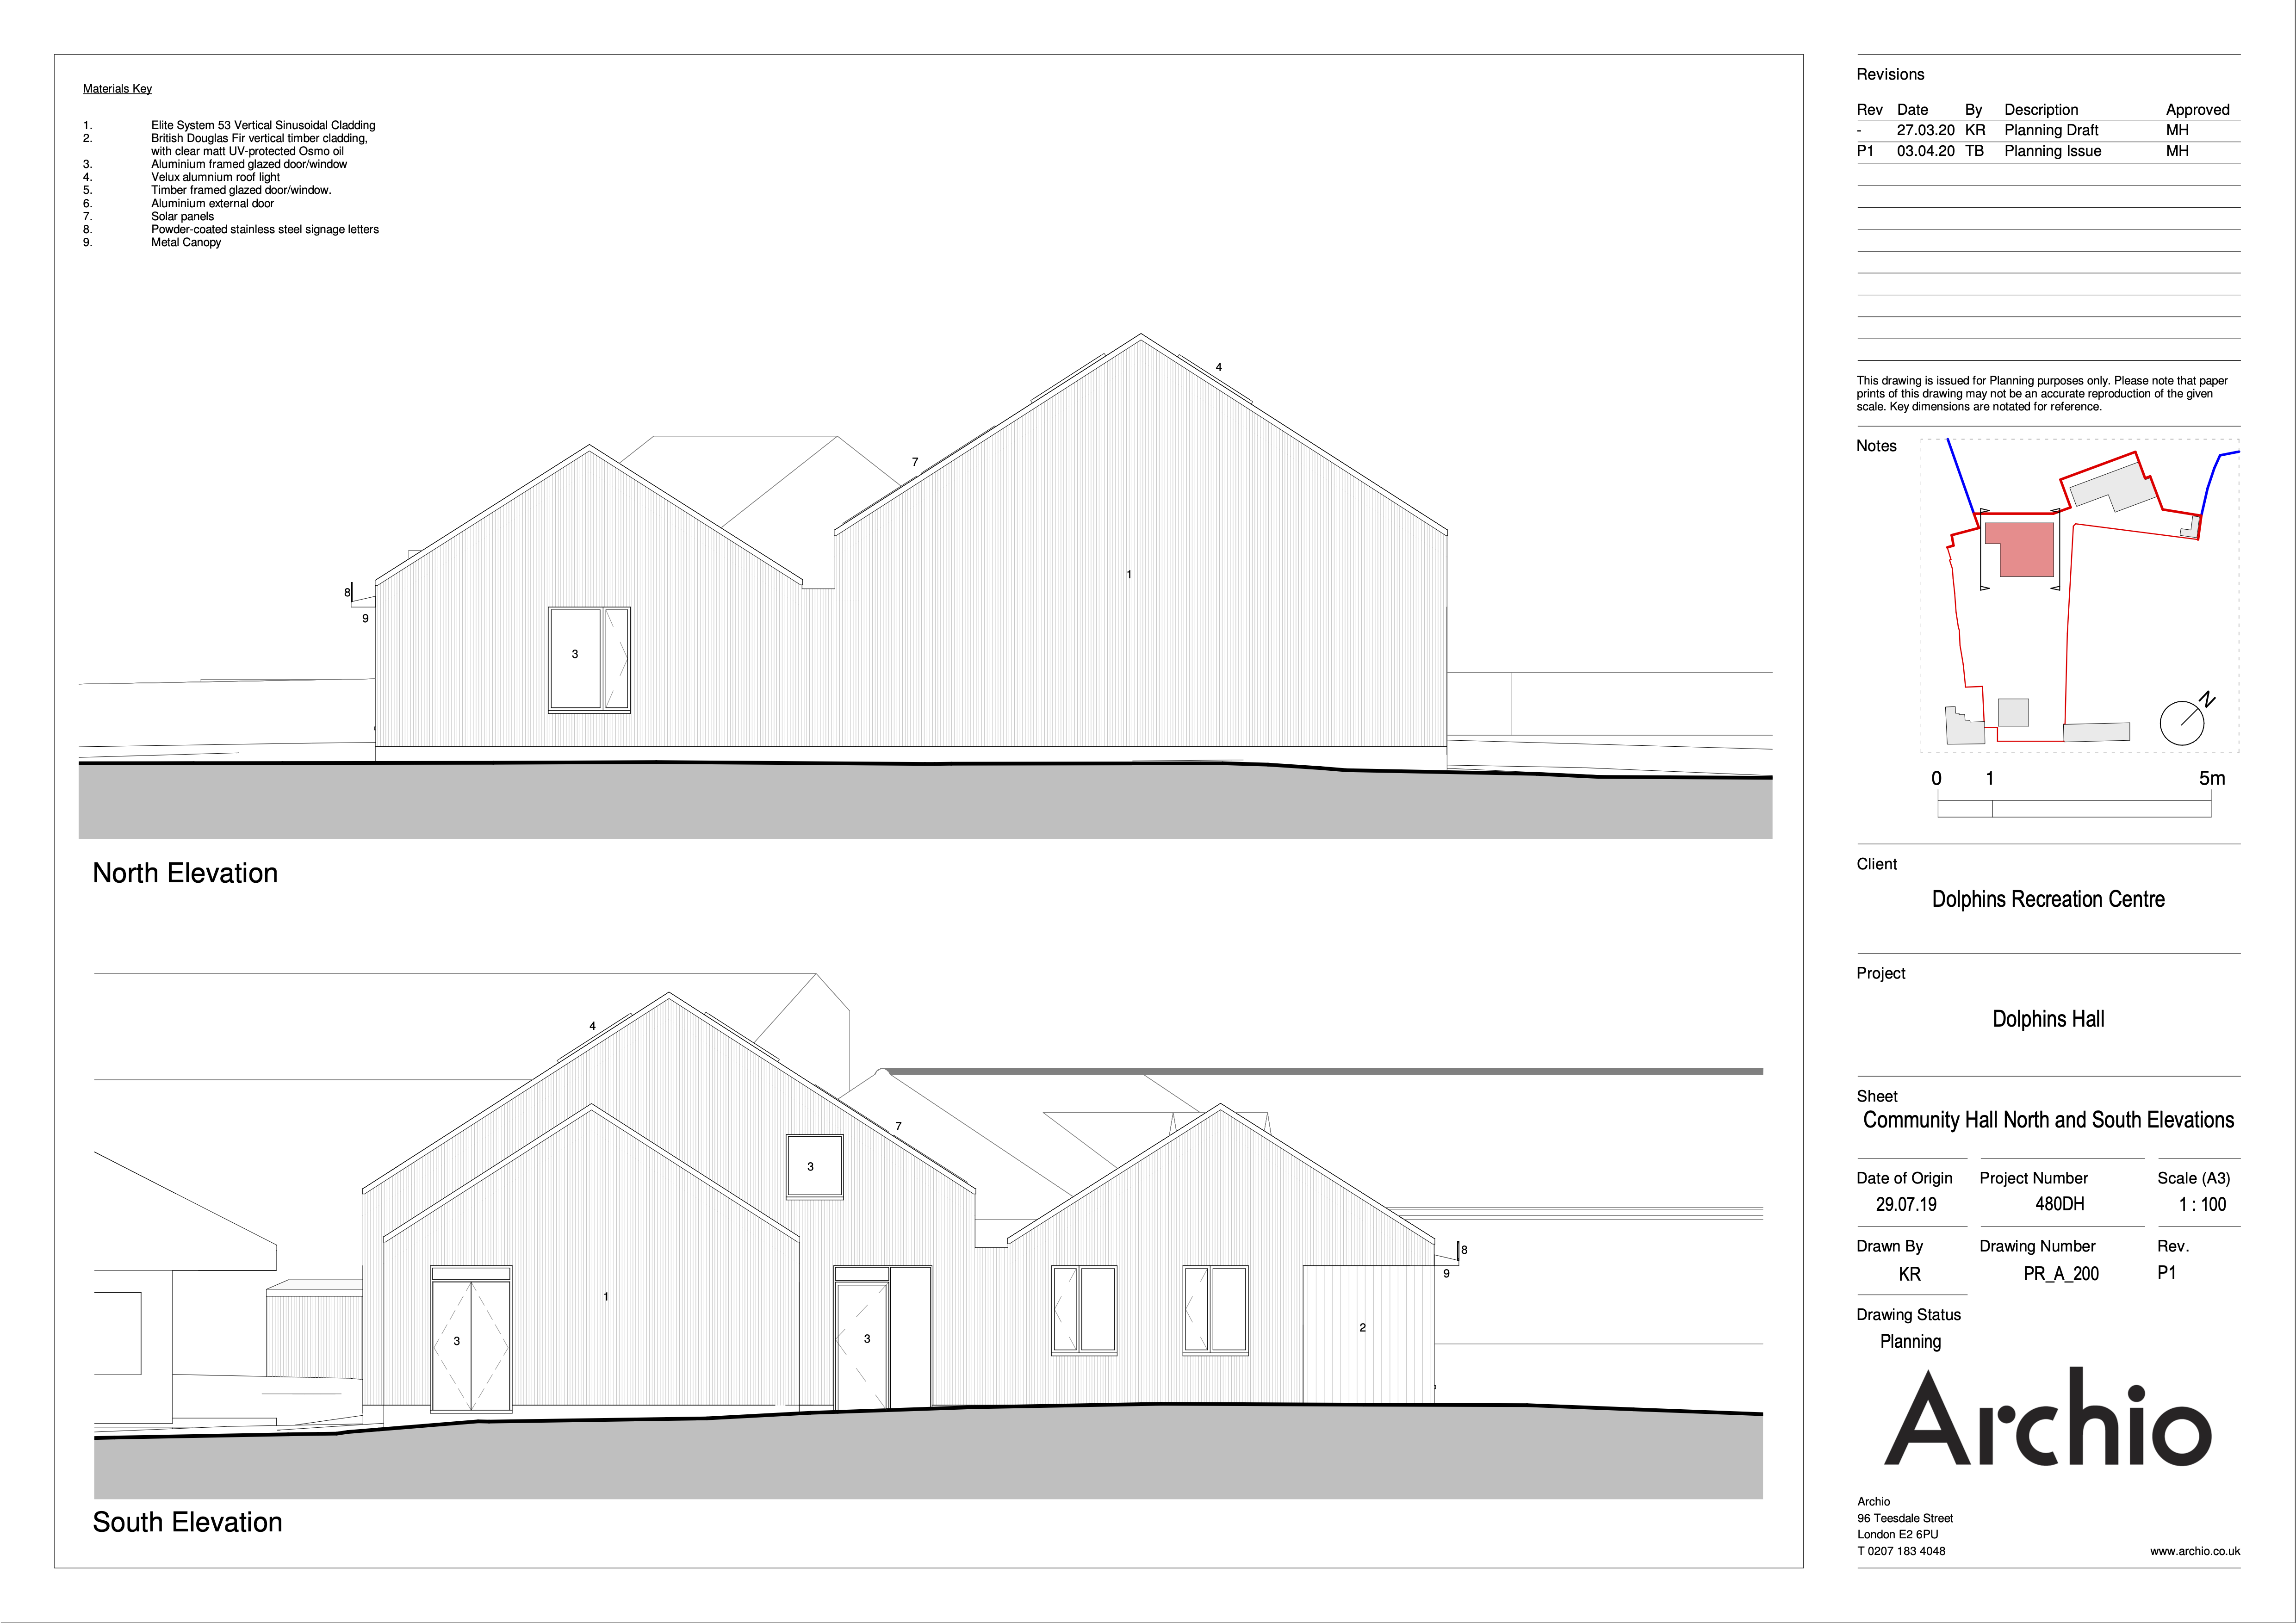 Materials Key
1. Elite System 53 Vertical Sinusoidal Cladding
2. British Douglas Fir vertical timber cladding,
with clear matt UV-protected Osmo oil
3. Aluminium framed glazed door/window
4. Velux alumnium roof light
5. Timber framed glazed door/window.
6. Aluminium external door
7. Solar panels
8. Powder-coated stainless steel signage letters
9. Metal Canopy
4
7
1
8
9
3
North Elevation
4
7
3
8
9
1
2
3
3
South Elevation
Revisions
Rev Date By Description Approved
- 27.03.20 KR Planning Draft MH
P1 03.04.20 TB Planning Issue MH
This drawing is issued for Planning purposes only. Please note that paper
prints of this drawing may not be an accurate reproduction of the given
scale. Key dimensions are notated for reference.
Notes
N
0 1 5m
Client
Dolphins Recreation Centre
Project
Dolphins Hall
Sheet
Community Hall North and South Elevations
Date of Origin Project Number Scale (A3)
29.07.19 480DH 1 : 100
Drawn By Drawing Number Rev.
KR PR_A_200 P1
Drawing Status
Planning
Archio
Archio
96 Teesdale Street
London E2 6PU
T 0207 183 4048 www.archio.co.uk